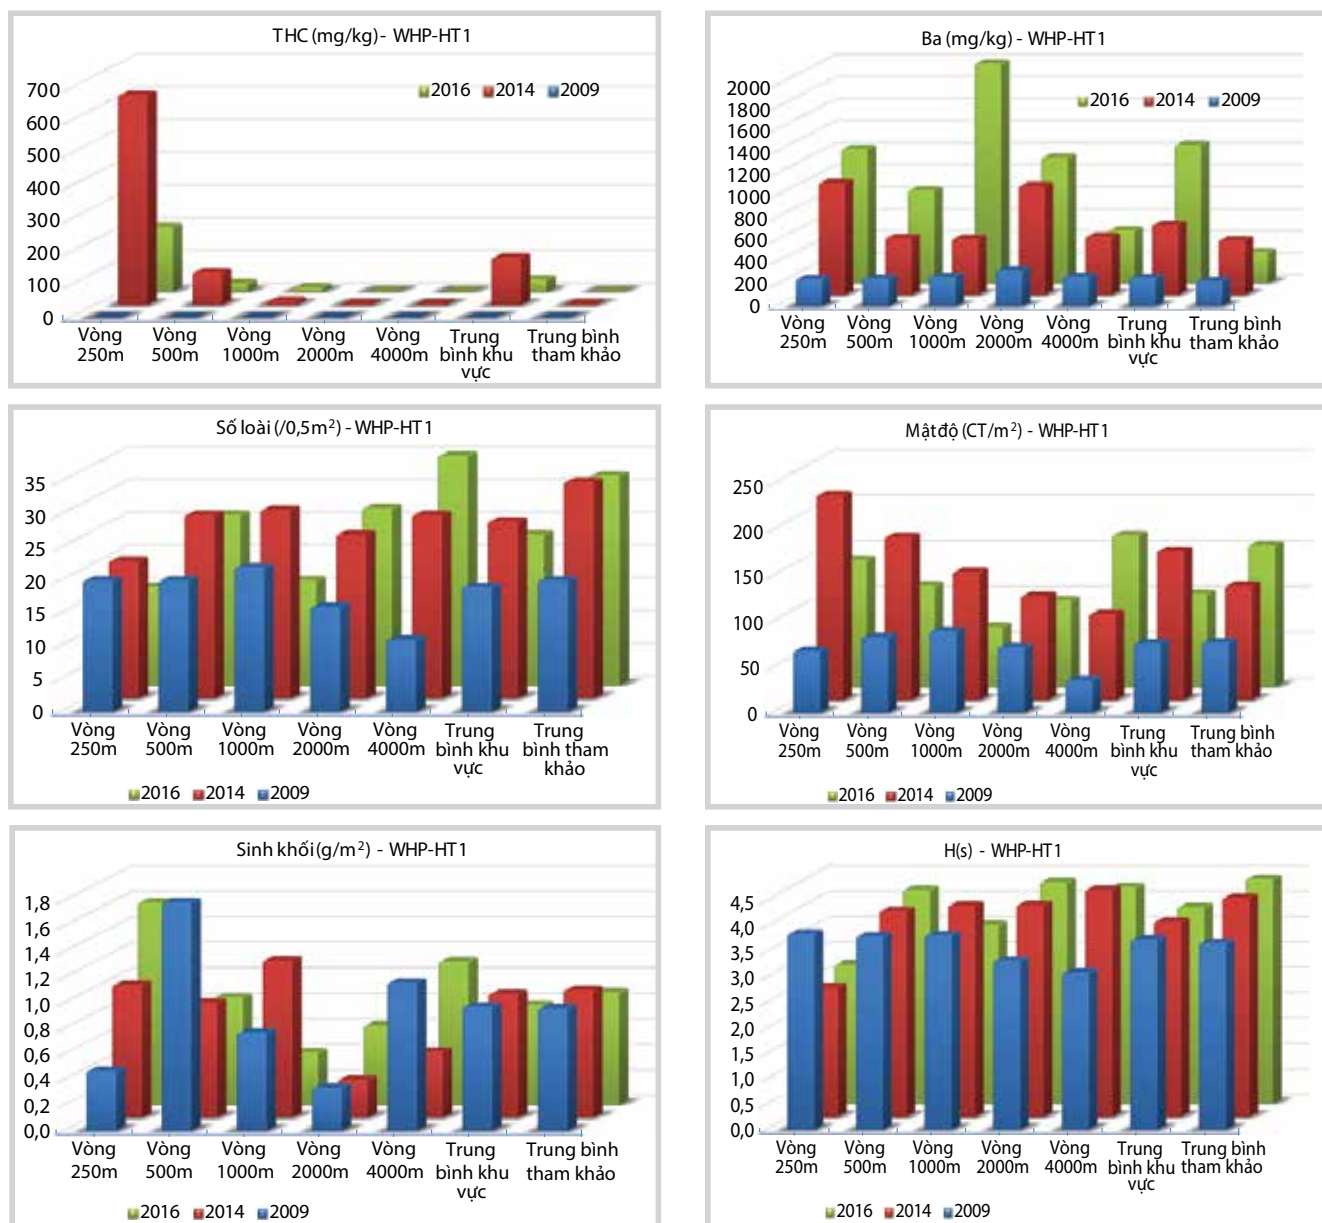 THC (mg/kg) - WHP-HT1
2016 2014 2009
700
600
500
400
300
200
100
0
Vòng 250m
Vòng 500m
Vòng 1000m
Vòng 2000m
Vòng 4000m
Trung bình khu vực
Trung bình tham khảo
Ba (mg/kg) - WHP-HT1
2016 2014 2009
2000
1800
1600
1400
1200
1000
800
600
400
200
0
Vòng 250m
Vòng 500m
Vòng 1000m
Vòng 2000m
Vòng 4000m
Trung bình khu vực
Trung bình tham khảo
Số loài (/0,5m²) - WHP-HT1
35
30
25
20
15
10
5
0
Vòng 250m
Vòng 500m
Vòng 1000m
Vòng 2000m
Vòng 4000m
Trung bình khu vực
Trung bình tham khảo
2016 2014 2009
Mật độ (CT/m²) - WHP-HT1
250
200
150
100
50
0
Vòng 250m
Vòng 500m
Vòng 1000m
Vòng 2000m
Vòng 4000m
Trung bình khu vực
Trung bình tham khảo
2016 2014 2009
Sinh khối (g/m²) - WHP-HT1
1,8
1,6
1,4
1,2
1,0
0,8
0,6
0,4
0,2
0,0
Vòng 250m
Vòng 500m
Vòng 1000m
Vòng 2000m
Vòng 4000m
Trung bình khu vực
Trung bình tham khảo
2016 2014 2009
H(s) - WHP-HT1
4,5
4,0
3,5
3,0
2,5
2,0
1,5
1,0
0,5
0,0
Vòng 250m
Vòng 500m
Vòng 1000m
Vòng 2000m
Vòng 4000m
Trung bình khu vực
Trung bình tham khảo
2016 2014 2009